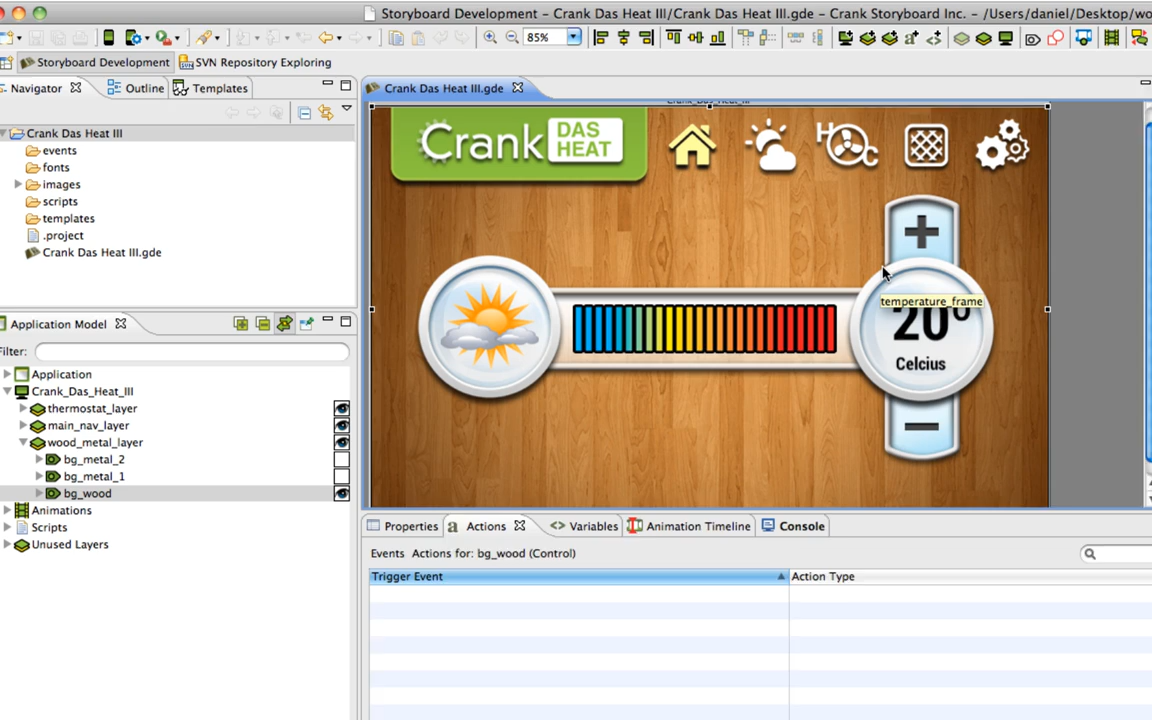 Storyboard Development – Crank Das Heat III/Crank Das Heat III.gde – Crank Storyboard Inc. – /Users/daniel/Desktop/wo
85%
Storyboard Development
SVN Repository Exploring
Navigator
Outline
Templates
Crank Das Heat III.gde
Crank Das Heat III
events
fonts
images
scripts
templates
.project
Crank Das Heat III.gde
Crank_Das_Heat_III
Crank DAS HEAT
H
C
+
temperature_frame
20°
Celcius
−
Application Model
Filter:
Application
Crank_Das_Heat_III
thermostat_layer
main_nav_layer
wood_metal_layer
bg_metal_2
bg_metal_1
bg_wood
Animations
Scripts
Unused Layers
Properties
Actions
Variables
Animation Timeline
Console
Events Actions for: bg_wood (Control)
Trigger Event
Action Type